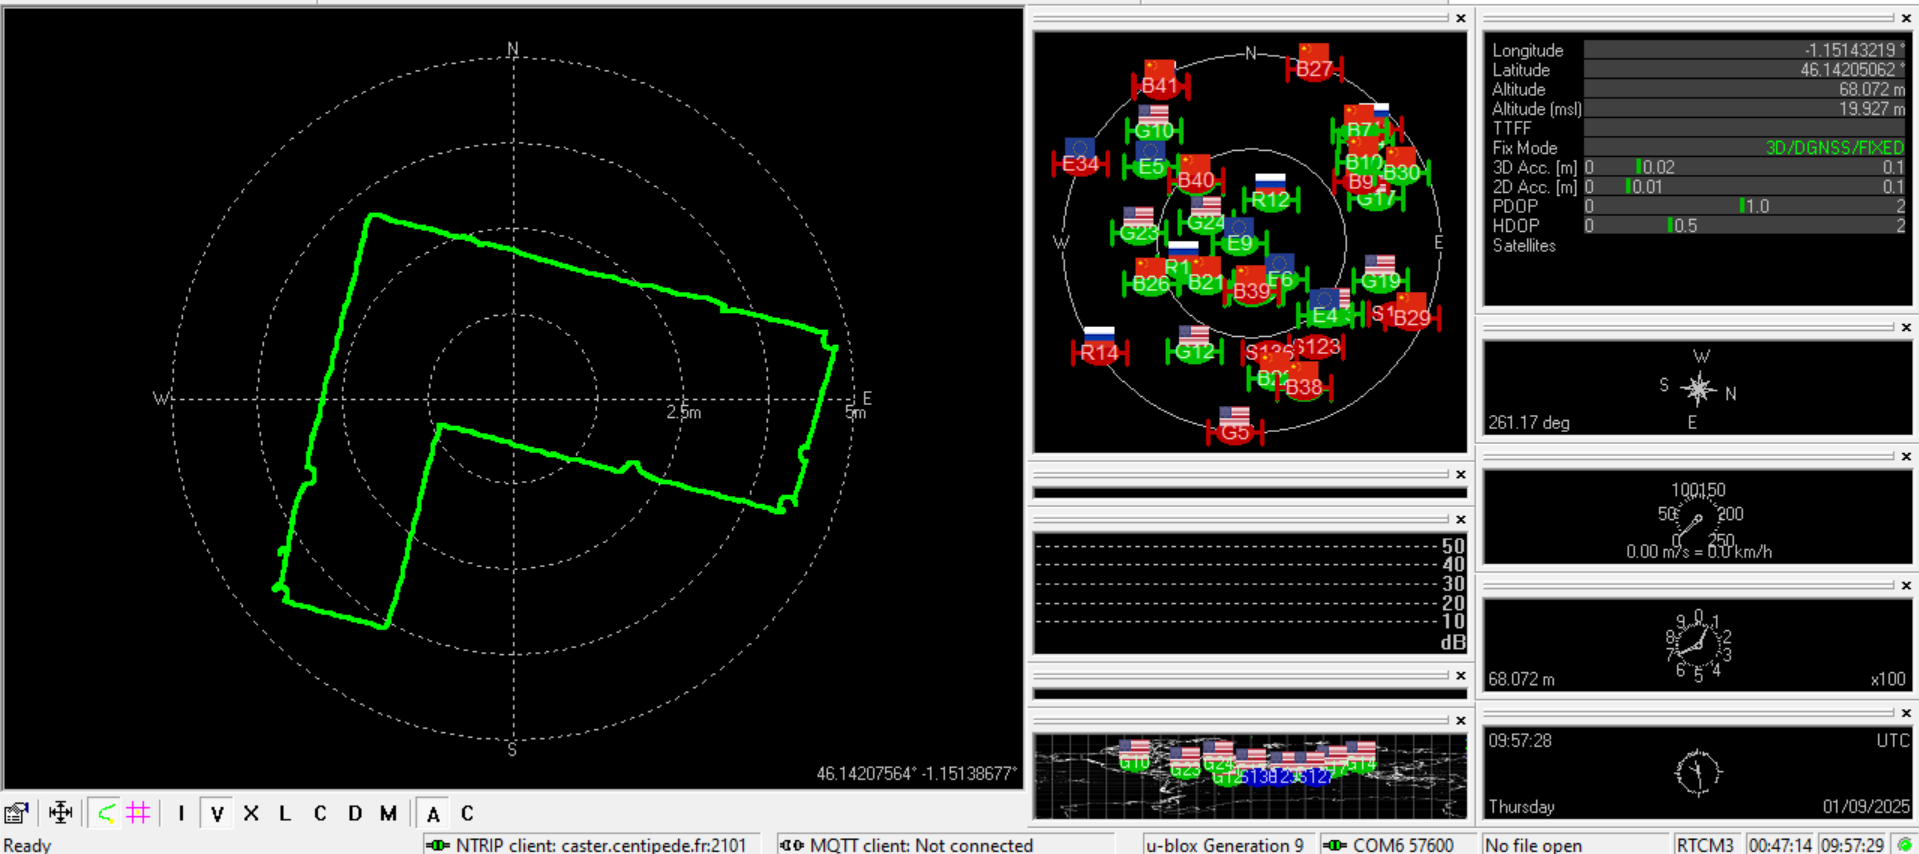 N
W
E
S
2.5m
5m
46.14207564° -1.15138677°
I V X L C D M A C
N
W
E
B27
B41
G10
E34
E5
B40
B7
B10
B30
B9
G17
R12
G24
G23
E9
R1
B26
B21
B39
E6
G19
E4
B29
R14
G12
S136
S123
B38
G5
50
40
30
20
10
dB
G10
G23
G24
G14
Longitude -1.15143219 °
Latitude 46.14205062 °
Altitude 68.072 m
Altitude (msl) 19.927 m
TTFF
Fix Mode 3D/DGNSS/FIXED
3D Acc. [m] 0 0.02 0.1
2D Acc. [m] 0 0.01 0.1
PDOP 0 1.0 2
HDOP 0 0.5 2
Satellites
W
S
N
E
261.17 deg
100 150
50 200
0 250
0.00 m/s = 0.0 km/h
0
9 1
8 2
7 3
6 5 4
68.072 m x100
09:57:28 UTC
Thursday 01/09/2025
Ready NTRIP client: caster.centipede.fr:2101 MQTT client: Not connected u-blox Generation 9 COM6 57600 No file open RTCM3 00:47:14 09:57:29